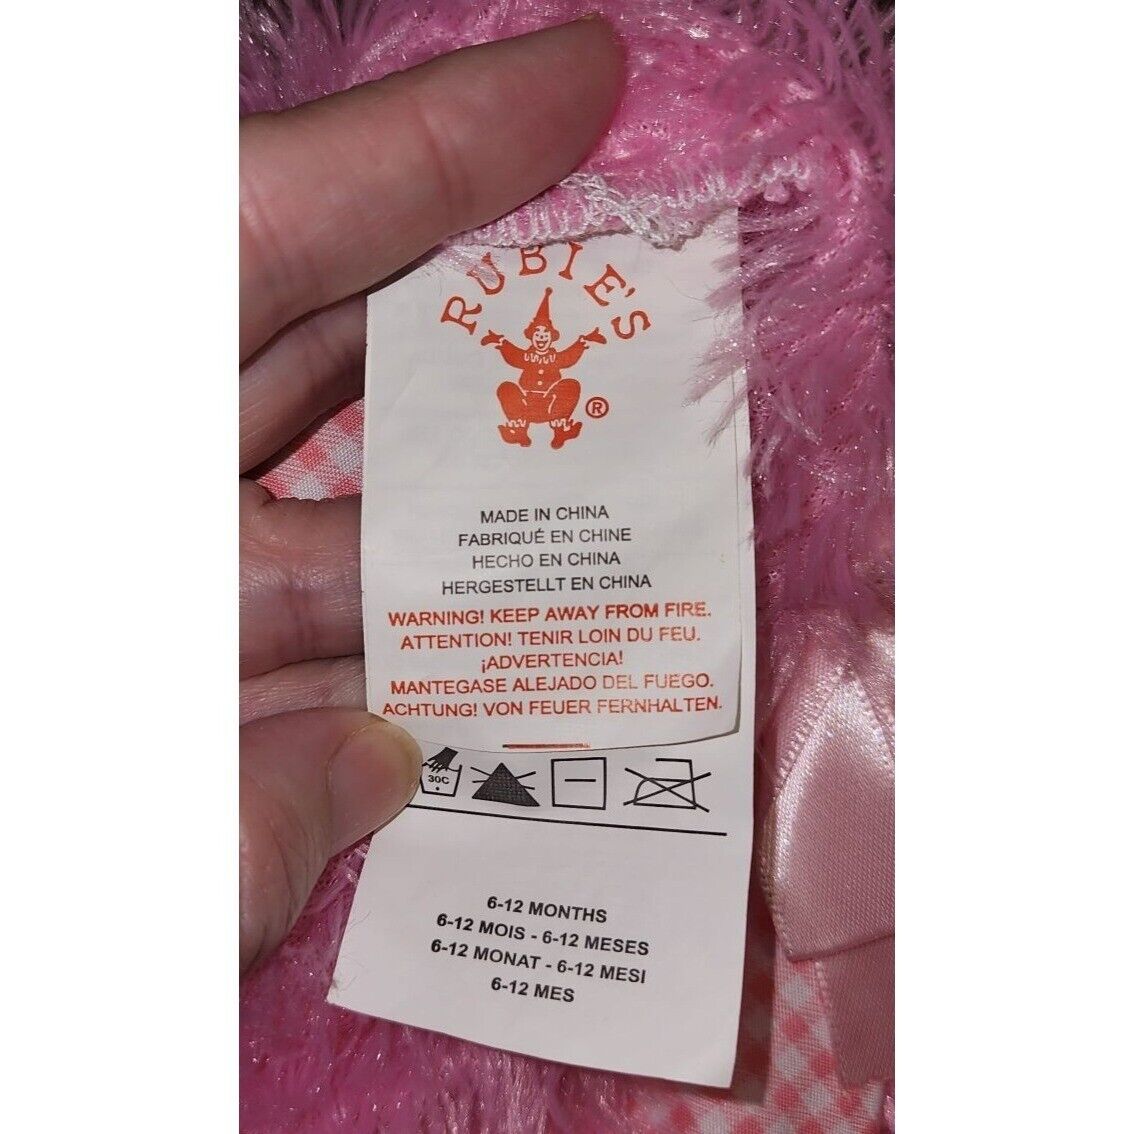 RUBIE'S
®
MADE IN CHINA
FABRIQUÉ EN CHINE
HECHO EN CHINA
HERGESTELLT EN CHINA
WARNING! KEEP AWAY FROM FIRE.
ATTENTION! TENIR LOIN DU FEU.
¡ADVERTENCIA!
MANTEGASE ALEJADO DEL FUEGO.
ACHTUNG! VON FEUER FERNHALTEN.
30C
6-12 MONTHS
6-12 MOIS - 6-12 MESES
6-12 MONAT - 6-12 MESI
6-12 MES